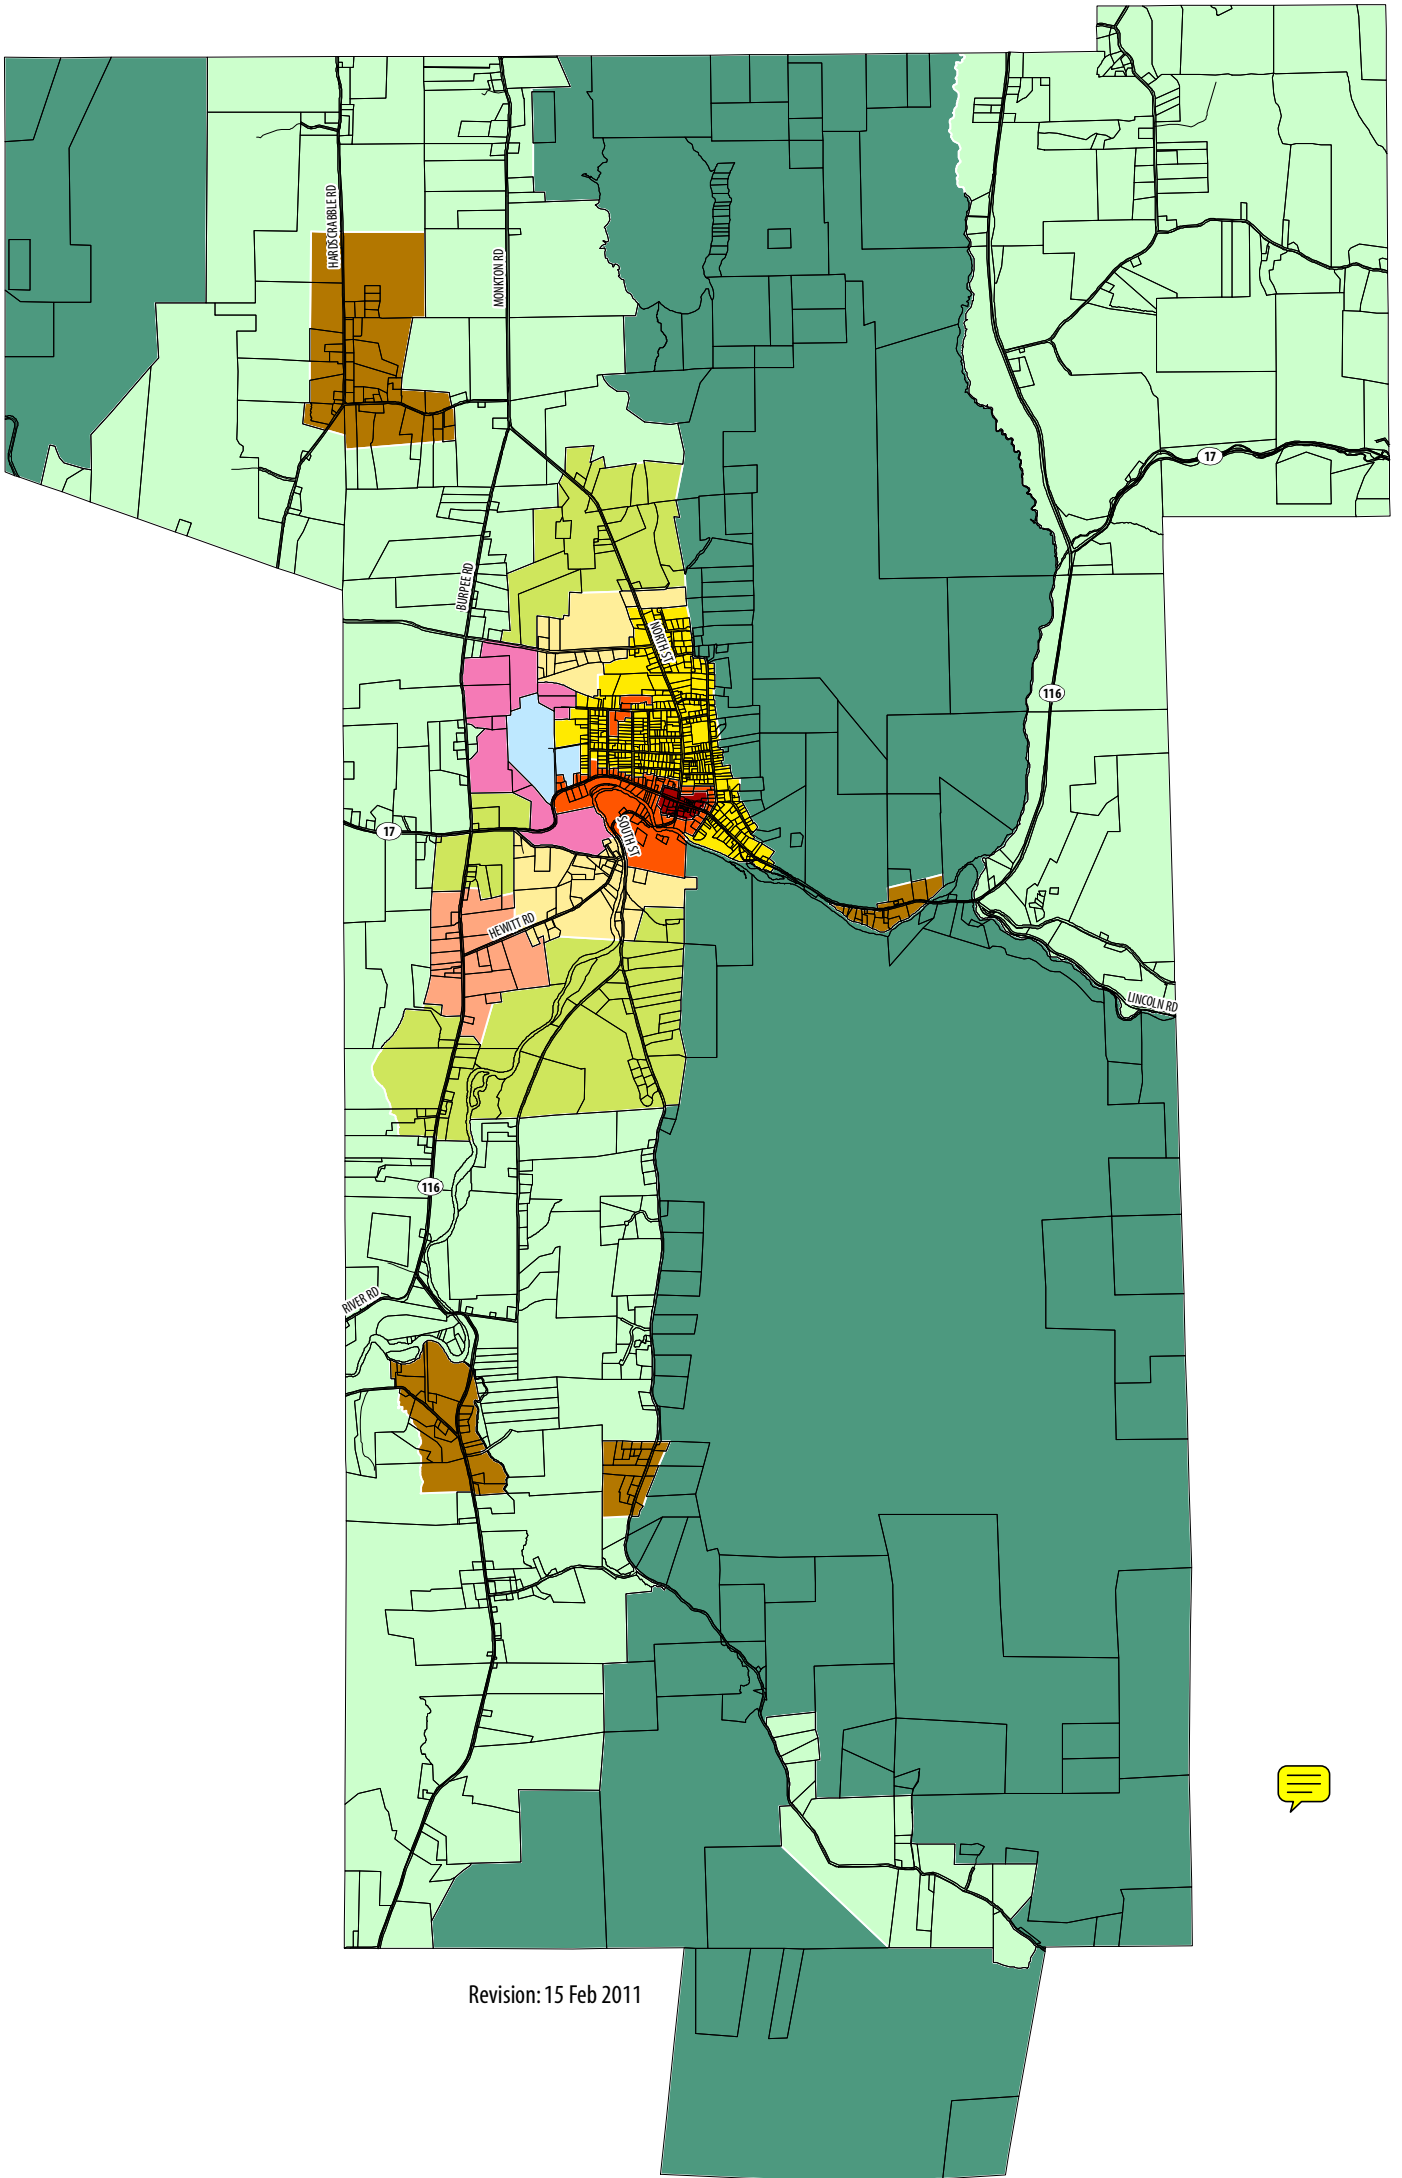 HARDSCRABBLE RD
MONKTON RD
17
BURPEE RD
NORTH ST
116
17
SOUTH ST
HEWITT RD
LINCOLN RD
116
RIVER RD
Revision: 15 Feb 2011